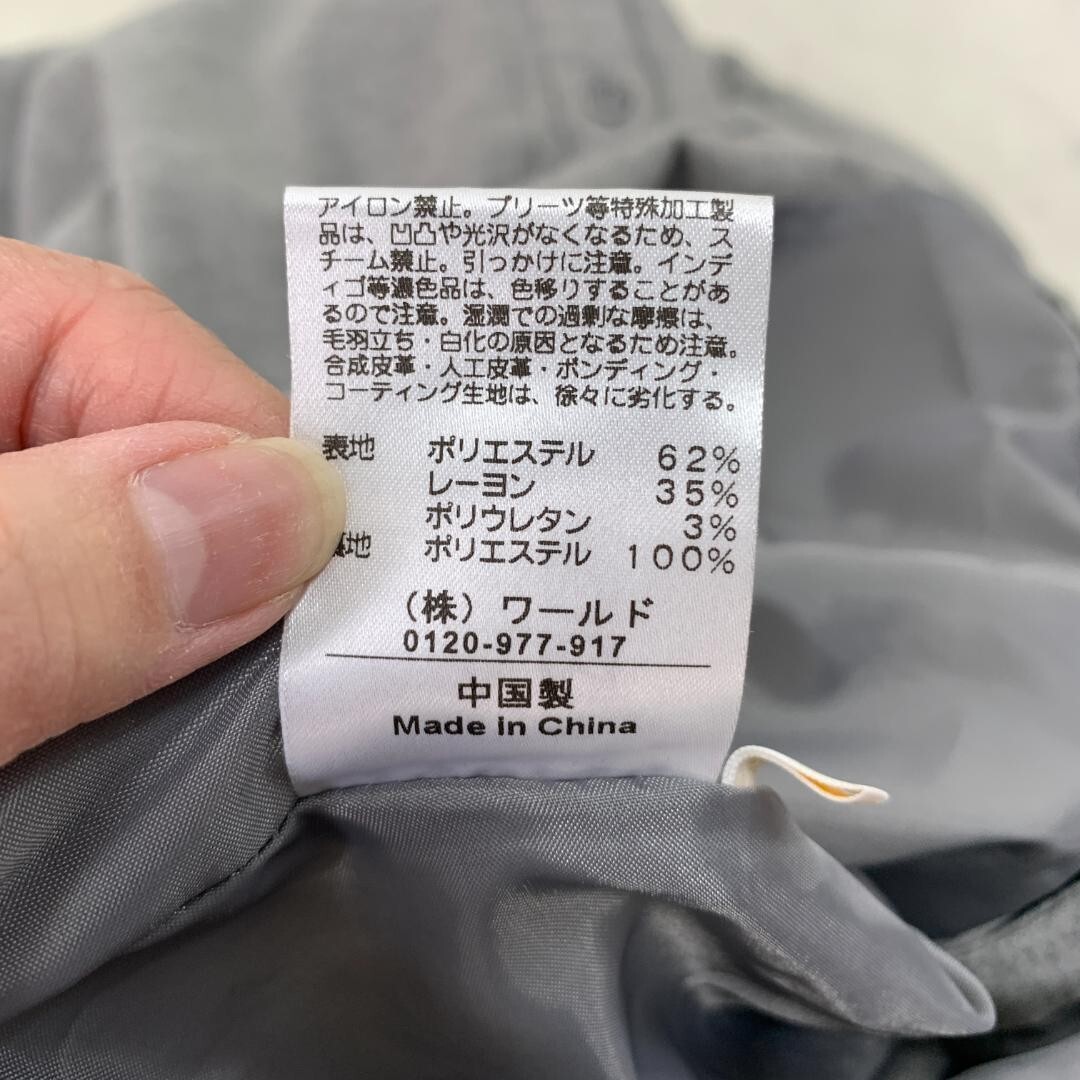 アイロン禁止。プリーツ等特殊加工製
品は、凹凸や光沢がなくなるため、ス
チーム禁止。引っかけに注意。インデ
ィゴ等濃色品は、色移りすることがあ
るので注意。湿潤での過剰な摩擦は、
毛羽立ち・白化の原因となるため注意。
合成皮革・人工皮革・ボンディング・
コーティング生地は、徐々に劣化する。
表地 ポリエステル 62%
レーヨン 35%
ポリウレタン 3%
裏地 ポリエステル 100%
（株）ワールド
0120-977-917
中国製
Made in China